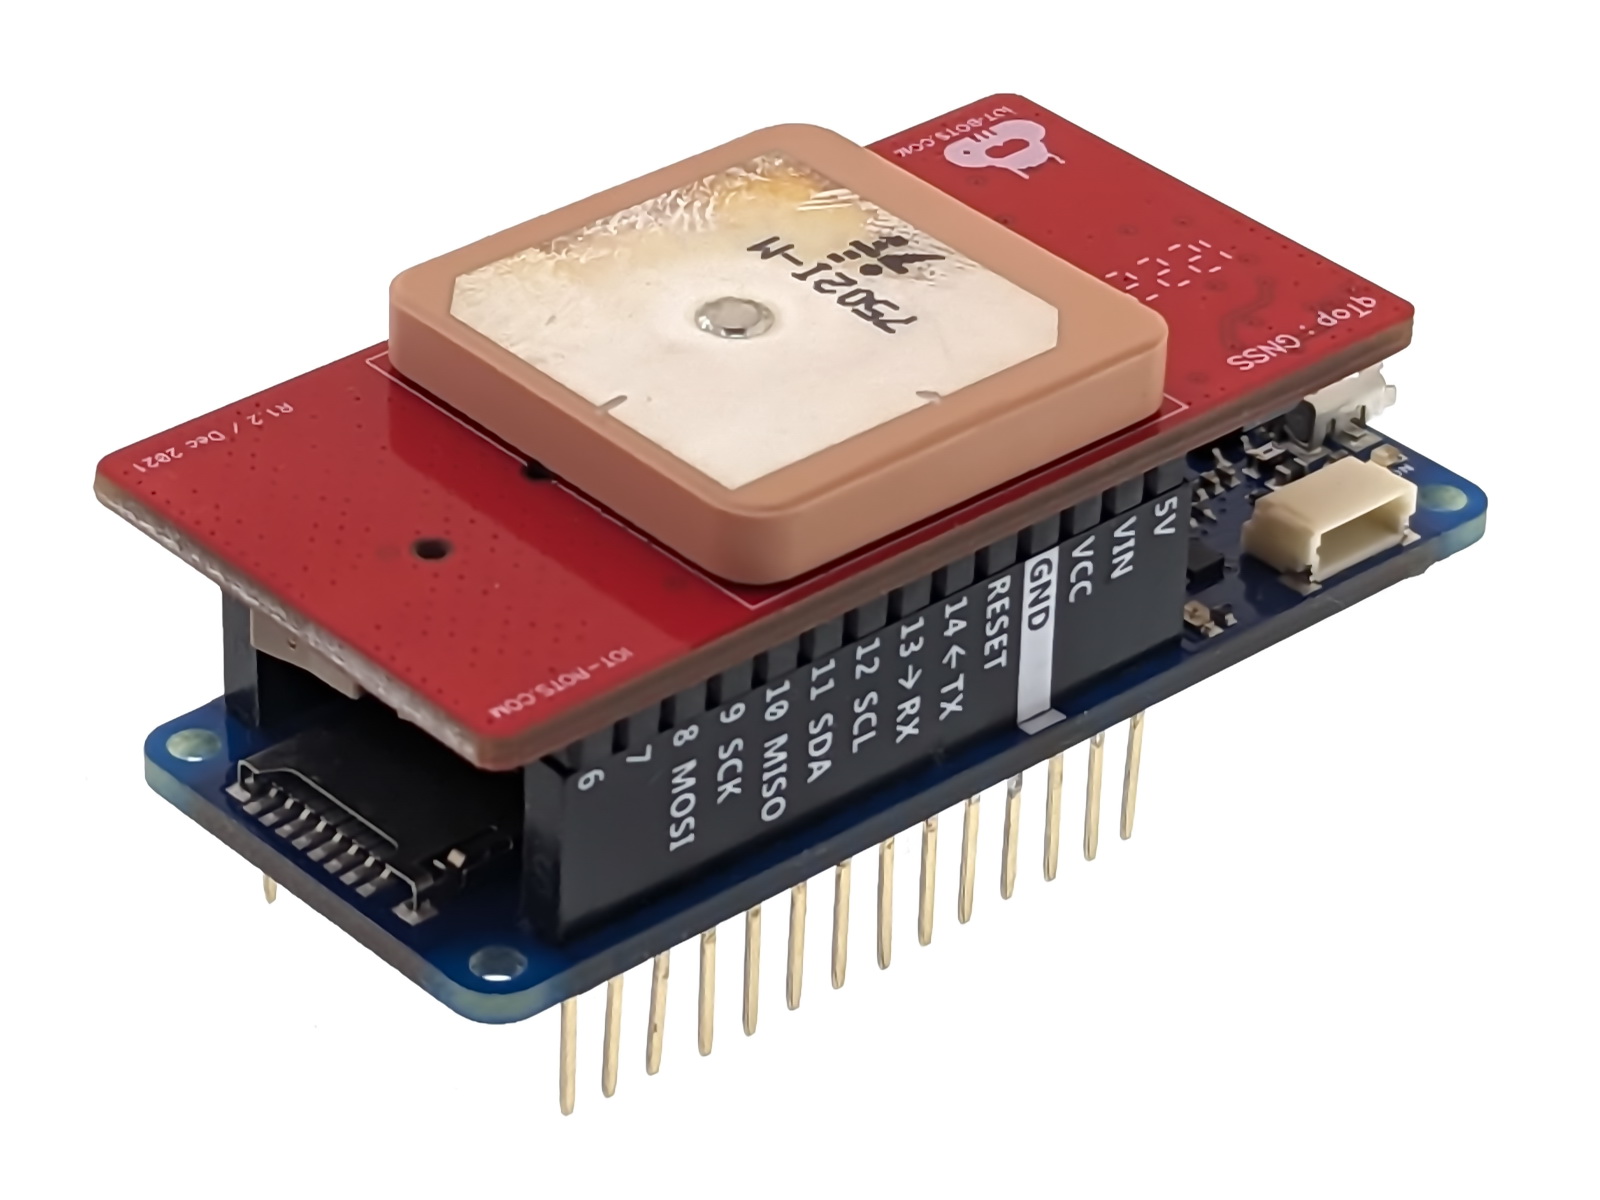 IOT-BOTS.COM
qTop :: GNSS
75021-M
R1.2 / Dec 2021
IOT-BOTS.COM
5V
VIN
VCC
GND
RESET
14 ← TX
13 → RX
12 SCL
11 SDA
10 MISO
9 SCK
8 MOSI
7
6